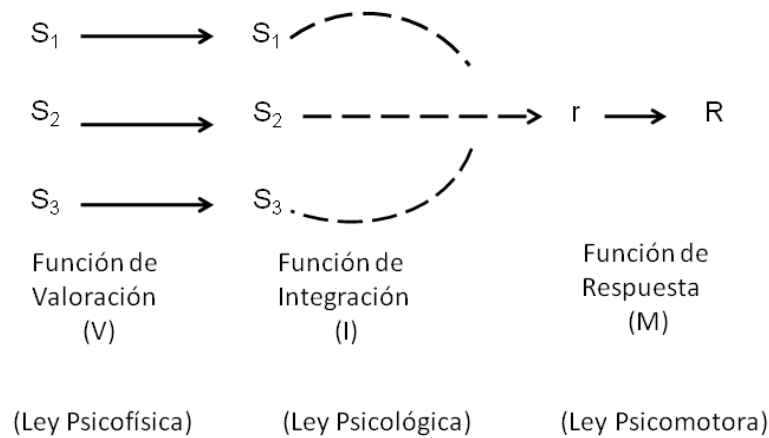 S₁ S₁
S₂ S₂ r R
S₃ S₃
Función de
Valoración
(V)
Función de
Integración
(I)
Función de
Respuesta
(M)
(Ley Psicofísica) (Ley Psicológica) (Ley Psicomotora)